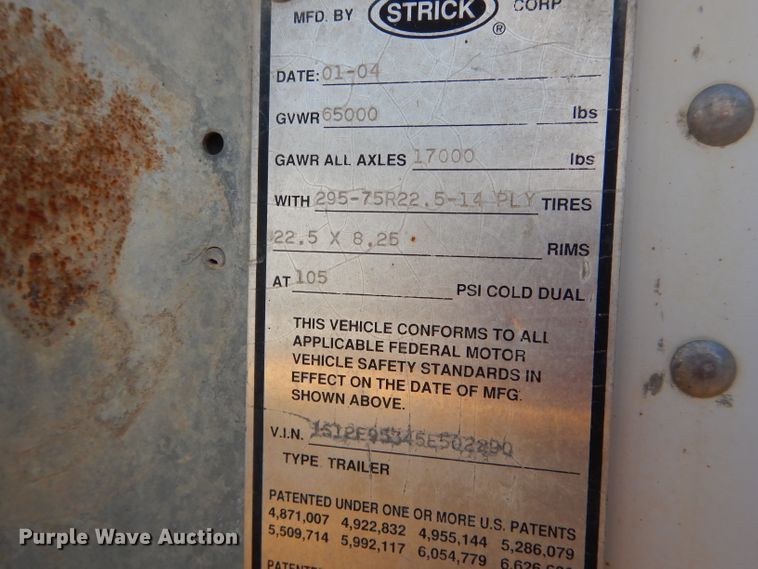 MFD. BY STRICK ® CORP
DATE: 01-04
GVWR 65000 lbs
GAWR ALL AXLES 17000 lbs
WITH 295-75R22.5-14 PLY TIRES
22.5 X 8.25 RIMS
AT 105 PSI COLD DUAL
THIS VEHICLE CONFORMS TO ALL
APPLICABLE FEDERAL MOTOR
VEHICLE SAFETY STANDARDS IN
EFFECT ON THE DATE OF MFG.
SHOWN ABOVE.
V.I.N.
TYPE TRAILER
PATENTED UNDER ONE OR MORE U.S. PATENTS
4,871,007 4,922,832 4,955,144 5,286,079
5,509,714 5,992,117 6,054,779
Purple Wave Auction